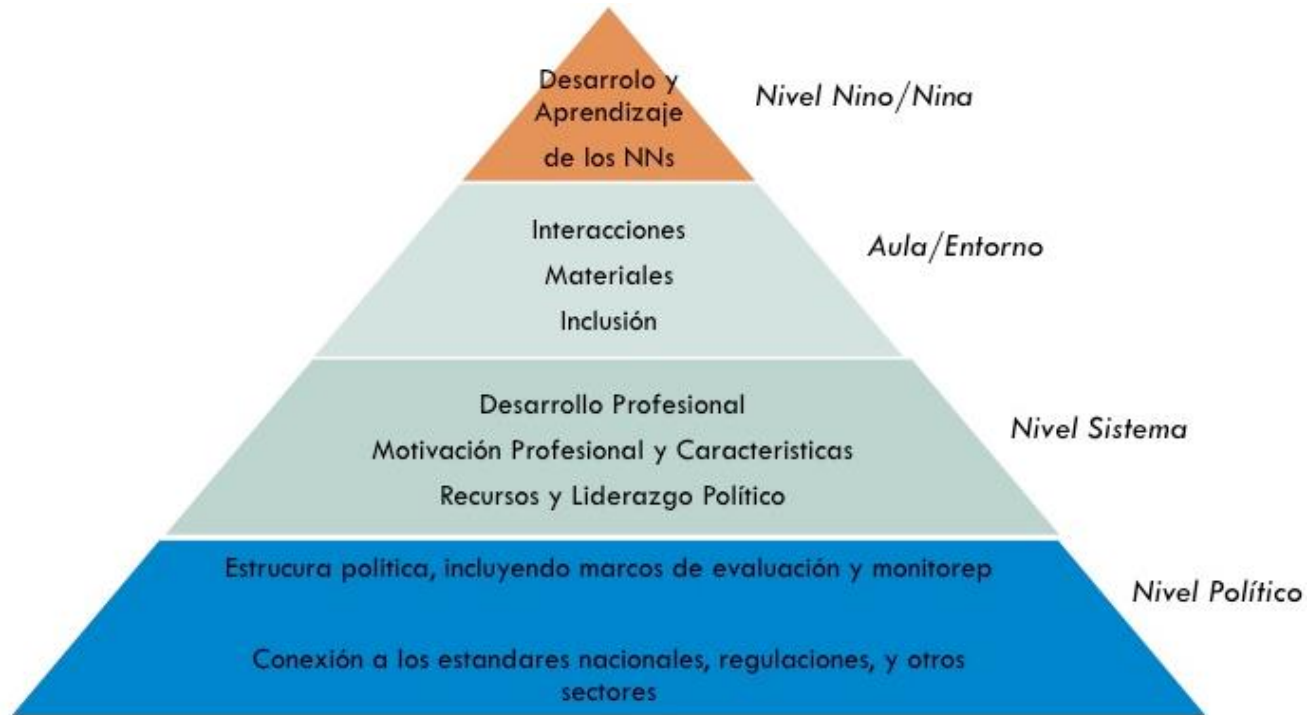 Desarrolo y
Aprendizaje
de los NNs
Nivel Nino/Nina
Interacciones
Materiales
Inclusión
Aula/Entorno
Desarrollo Profesional
Motivación Profesional y Caracteristicas
Recursos y Liderazgo Político
Nivel Sistema
Estrucura politica, incluyendo marcos de evaluación y monitorep
Conexión a los estandares nacionales, regulaciones, y otros
sectores
Nivel Político